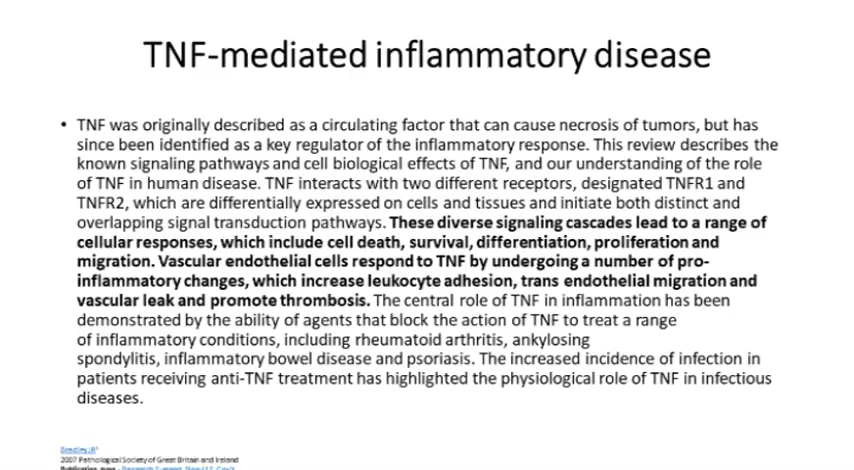 TNF-mediated inflammatory disease
• TNF was originally described as a circulating factor that can cause necrosis of tumors, but has
since been identified as a key regulator of the inflammatory response. This review describes the
known signaling pathways and cell biological effects of TNF, and our understanding of the role
of TNF in human disease. TNF interacts with two different receptors, designated TNFR1 and
TNFR2, which are differentially expressed on cells and tissues and initiate both distinct and
overlapping signal transduction pathways. These diverse signaling cascades lead to a range of
cellular responses, which include cell death, survival, differentiation, proliferation and
migration. Vascular endothelial cells respond to TNF by undergoing a number of pro-
inflammatory changes, which increase leukocyte adhesion, trans endothelial migration and
vascular leak and promote thrombosis. The central role of TNF in inflammation has been
demonstrated by the ability of agents that block the action of TNF to treat a range
of inflammatory conditions, including rheumatoid arthritis, ankylosing
spondylitis, inflammatory bowel disease and psoriasis. The increased incidence of infection in
patients receiving anti-TNF treatment has highlighted the physiological role of TNF in infectious
diseases.
Bradley JR
2007 Pathological Society of Great Britain and Ireland
Publication